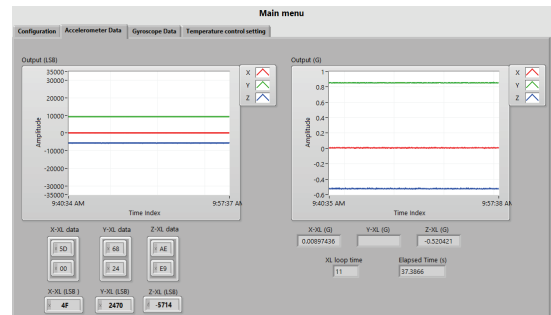 Main menu
Configuration Accelerometer Data Gyroscope Data Temperature control setting
Output (LSB)
X
Y
Z
35000
30000
20000
10000
0
-10000
-20000
-30000
-35000
Amplitude
9:40:34 AM 9:57:37 AM
Time Index
Output (G)
X
Y
Z
1
0.8
0.6
0.4
0.2
0
-0.2
-0.4
-0.6
Amplitude
9:40:35 AM 9:57:38 AM
Time Index
X-XL data Y-XL data Z-XL data
5D 68 AE
00 24 E9
X-XL (LSB ) Y-XL (LSB) Z-XL (LSB)
4F 2470 -5714
X-XL (G) Y-XL (G) Z-XL (G)
0.00897436 -0.520421
XL loop time Elapsed Time (s)
11 37.3866